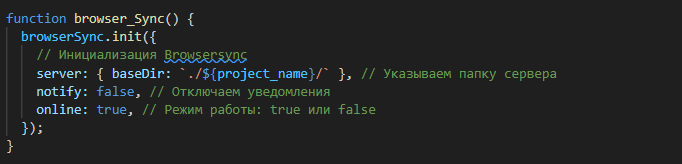 function browser_Sync() {
  browserSync.init({
    // Инициализация Browsersync
    server: { baseDir: `./${project_name}/` }, // Указываем папку сервера
    notify: false, // Отключаем уведомления
    online: true, // Режим работы: true или false
  });
}